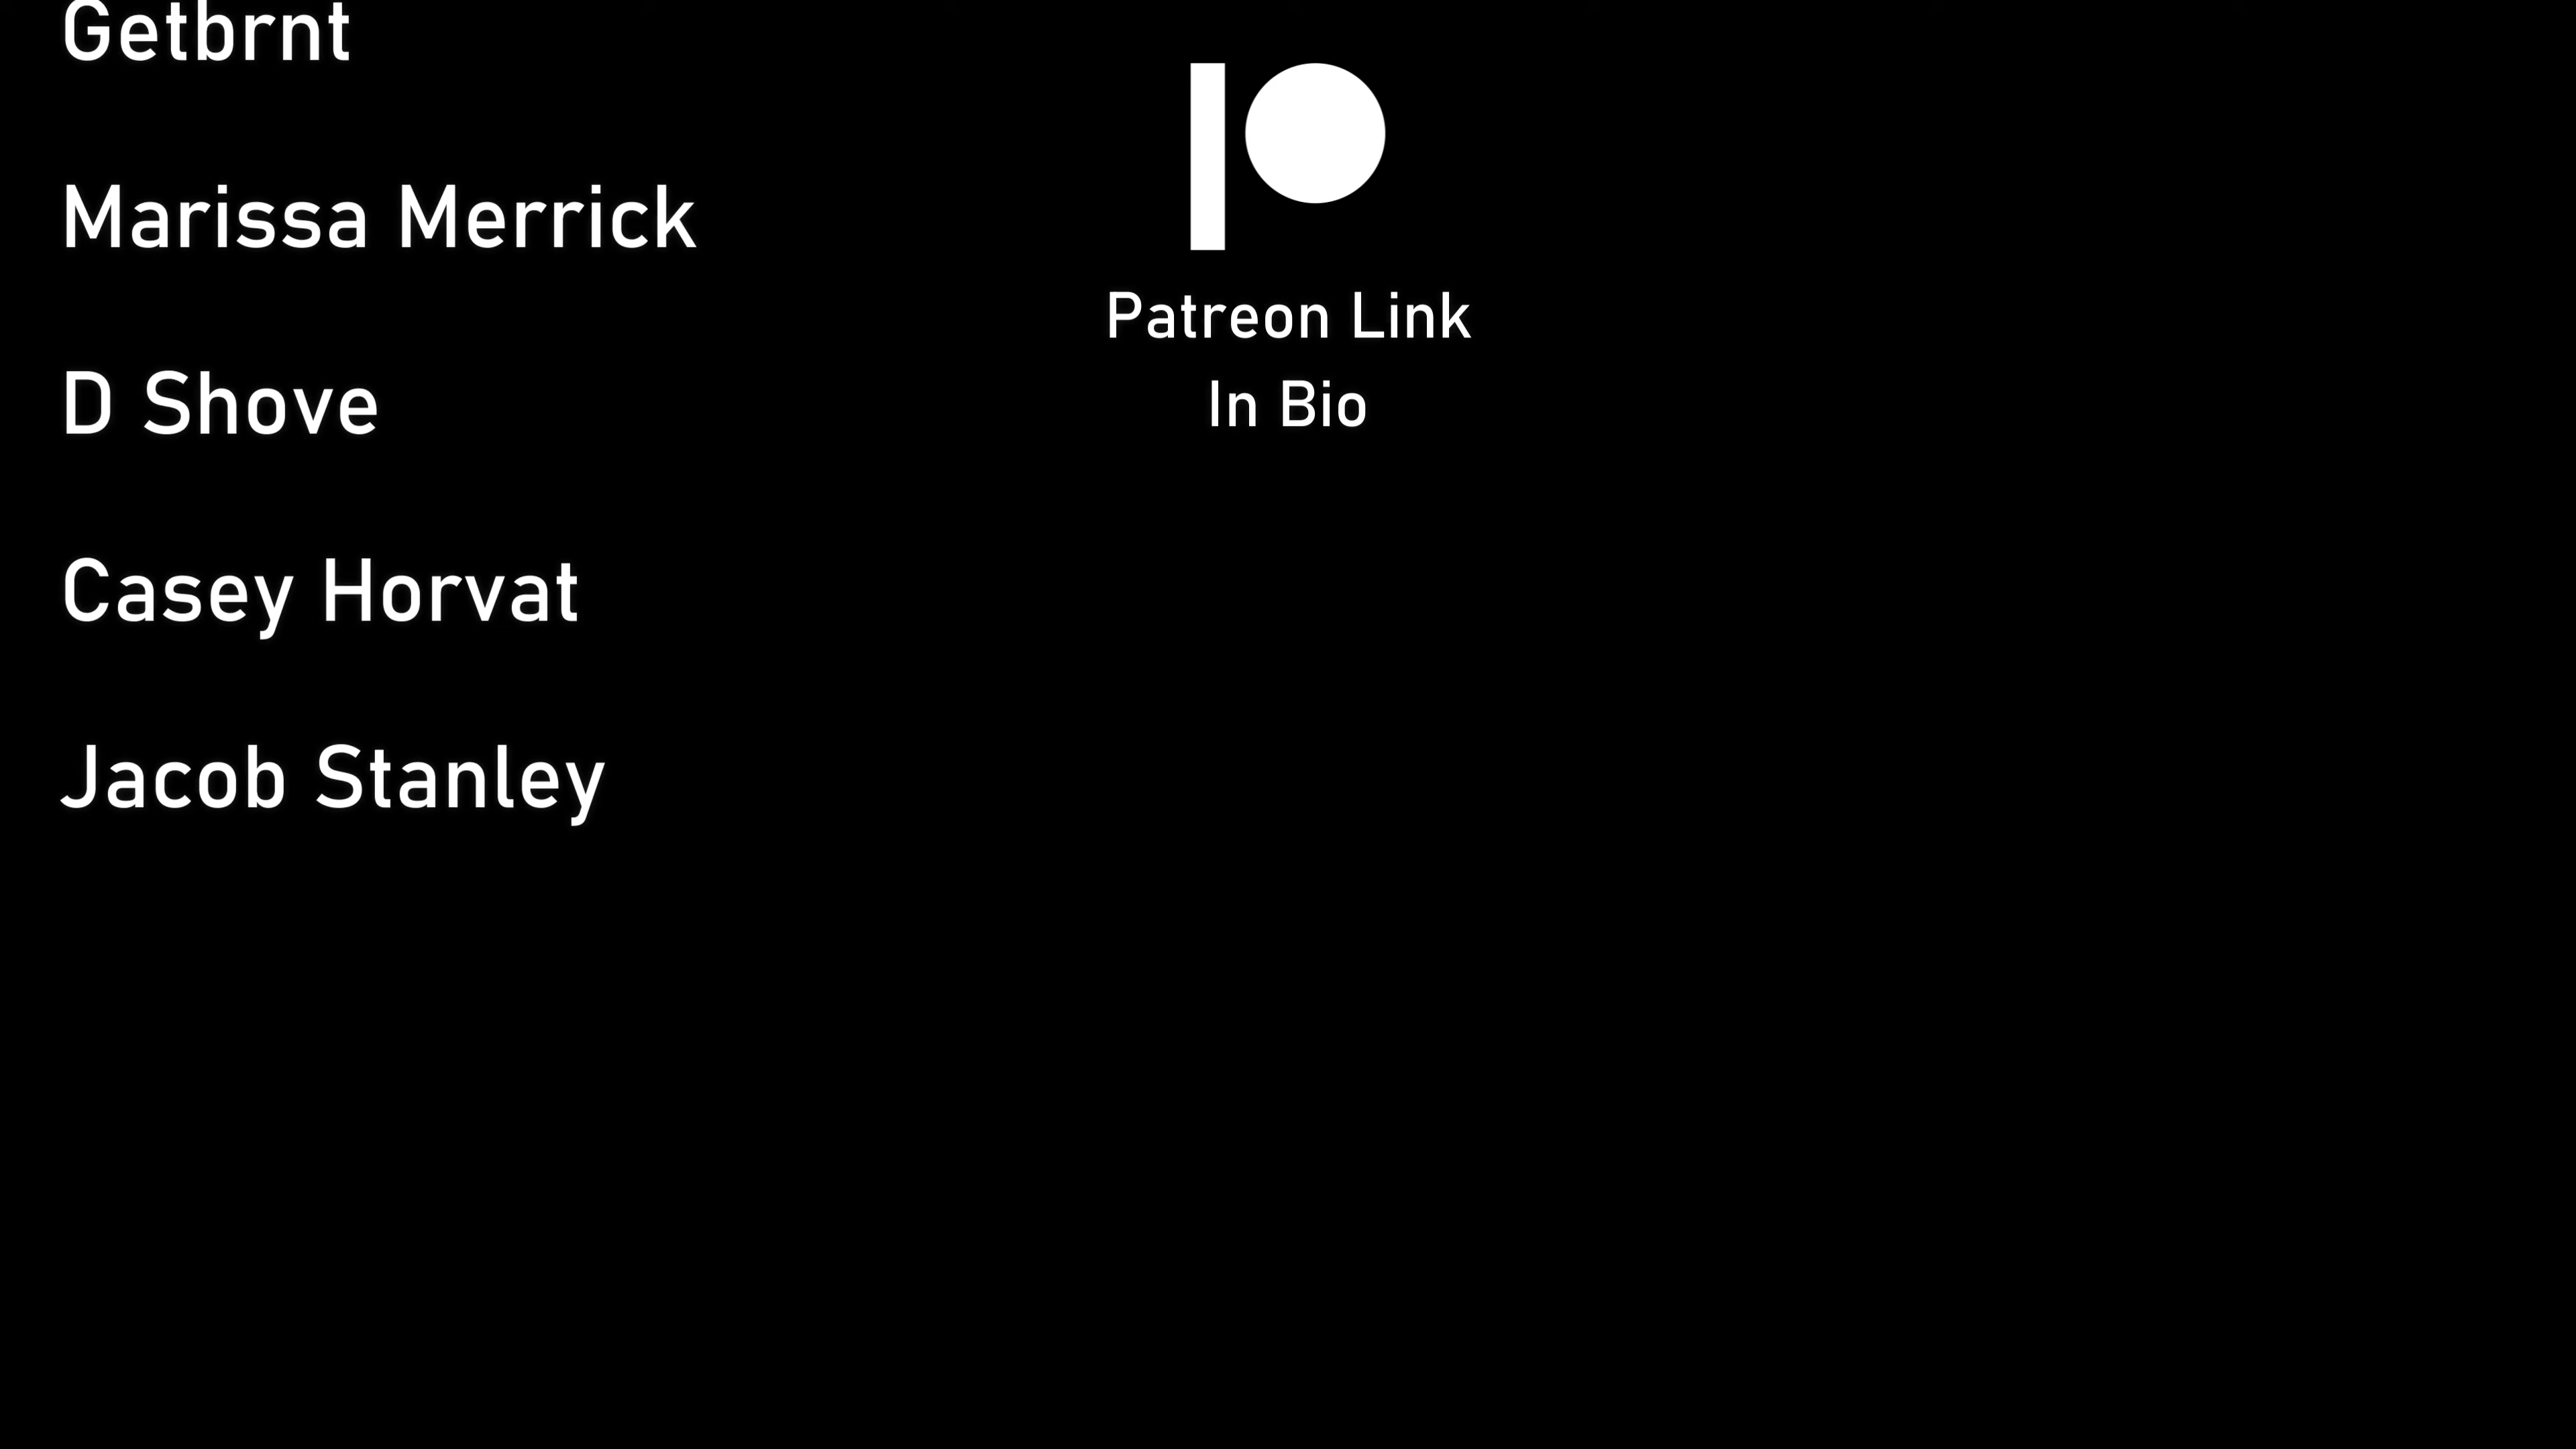 Getbrnt
Marissa Merrick
D Shove
Casey Horvat
Jacob Stanley
Patreon Link
In Bio